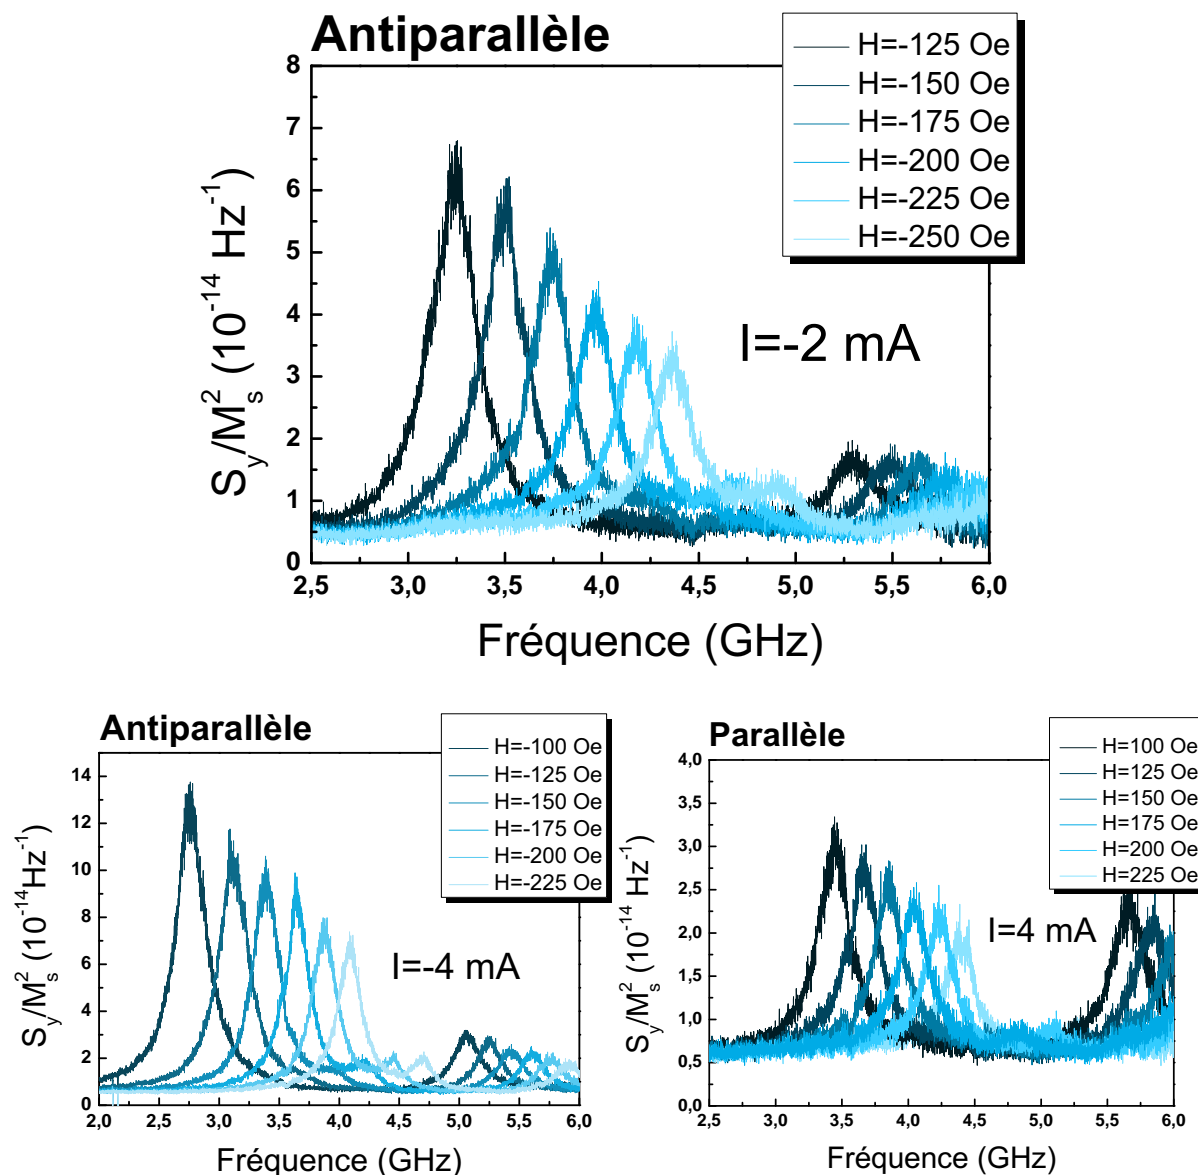 Antiparallèle
H=-125 Oe
H=-150 Oe
H=-175 Oe
H=-200 Oe
H=-225 Oe
H=-250 Oe
I=-2 mA
8
7
6
5
4
3
2
1
0
S_y/M_s^2 (10^-14 Hz^-1)
2,5 3,0 3,5 4,0 4,5 5,0 5,5 6,0
Fréquence (GHz)
Antiparallèle
H=-100 Oe
H=-125 Oe
H=-150 Oe
H=-175 Oe
H=-200 Oe
H=-225 Oe
I=-4 mA
14
12
10
8
6
4
2
0
S_y/M_s^2 (10^-14Hz^-1)
2,0 2,5 3,0 3,5 4,0 4,5 5,0 5,5 6,0
Fréquence (GHz)
Parallèle
H=100 Oe
H=125 Oe
H=150 Oe
H=175 Oe
H=200 Oe
H=225 Oe
I=4 mA
4,0
3,5
3,0
2,5
2,0
1,5
1,0
0,5
0,0
S_y/M_s^2 (10^-14 Hz^-1)
2,5 3,0 3,5 4,0 4,5 5,0 5,5 6,0
Fréquence (GHz)